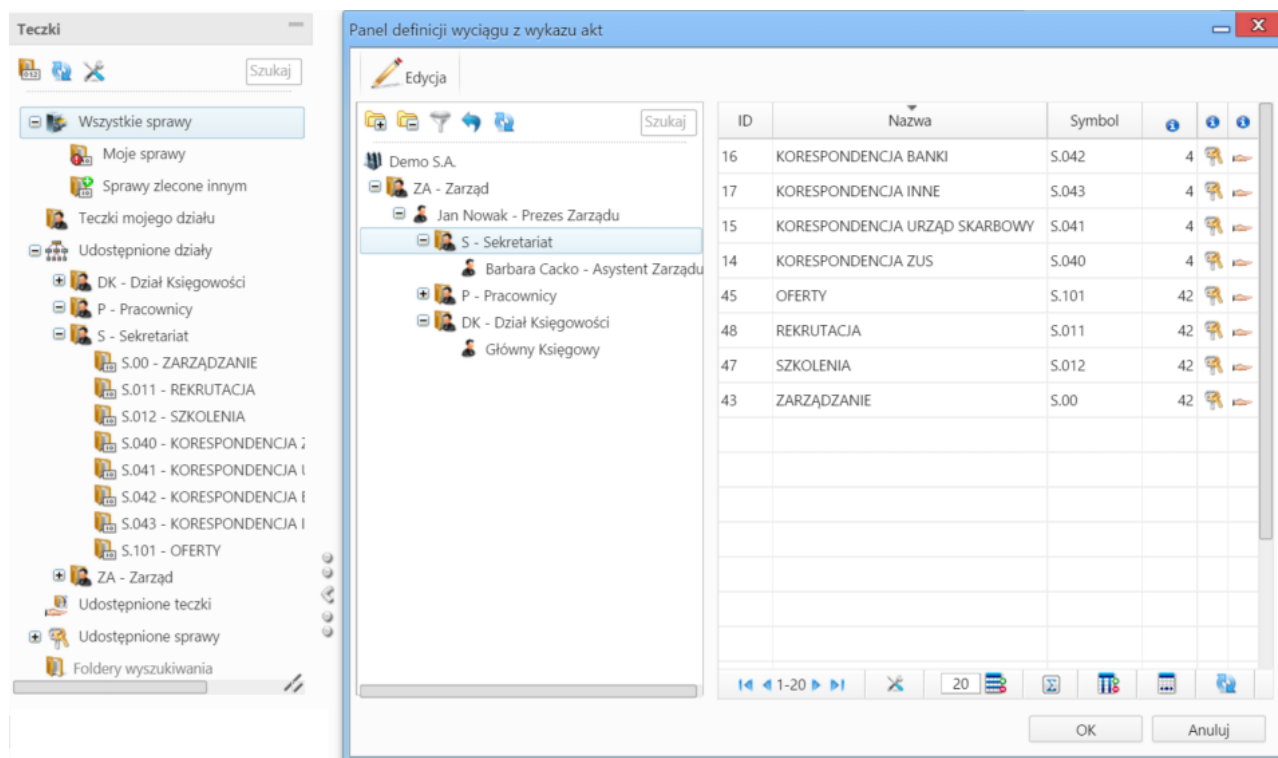 Teczki
Szukaj
Wszystkie sprawy
Moje sprawy
Sprawy zlecone innym
Teczki mojego działu
Udostępnione działy
DK - Dział Księgowości
P - Pracownicy
S - Sekretariat
S.00 - ZARZĄDZANIE
S.011 - REKRUTACJA
S.012 - SZKOLENIA
S.040 - KORESPONDENCJA
S.041 - KORESPONDENCJA
S.042 - KORESPONDENCJA
S.043 - KORESPONDENCJA
S.101 - OFERTY
ZA - Zarząd
Udostępnione teczki
Udostępnione sprawy
Foldery wyszukiwania
Panel definicji wyciągu z wykazu akt
Edycja
Szukaj
Demo S.A.
ZA - Zarząd
Jan Nowak - Prezes Zarządu
S - Sekretariat
Barbara Cacko - Asystent Zarządu
P - Pracownicy
DK - Dział Księgowości
Główny Księgowy
ID Nazwa Symbol
16 KORESPONDENCJA BANKI S.042 4
17 KORESPONDENCJA INNE S.043 4
15 KORESPONDENCJA URZĄD SKARBOWY S.041 4
14 KORESPONDENCJA ZUS S.040 4
45 OFERTY S.101 42
48 REKRUTACJA S.011 42
47 SZKOLENIA S.012 42
43 ZARZĄDZANIE S.00 42
1-20 20
OK Anuluj